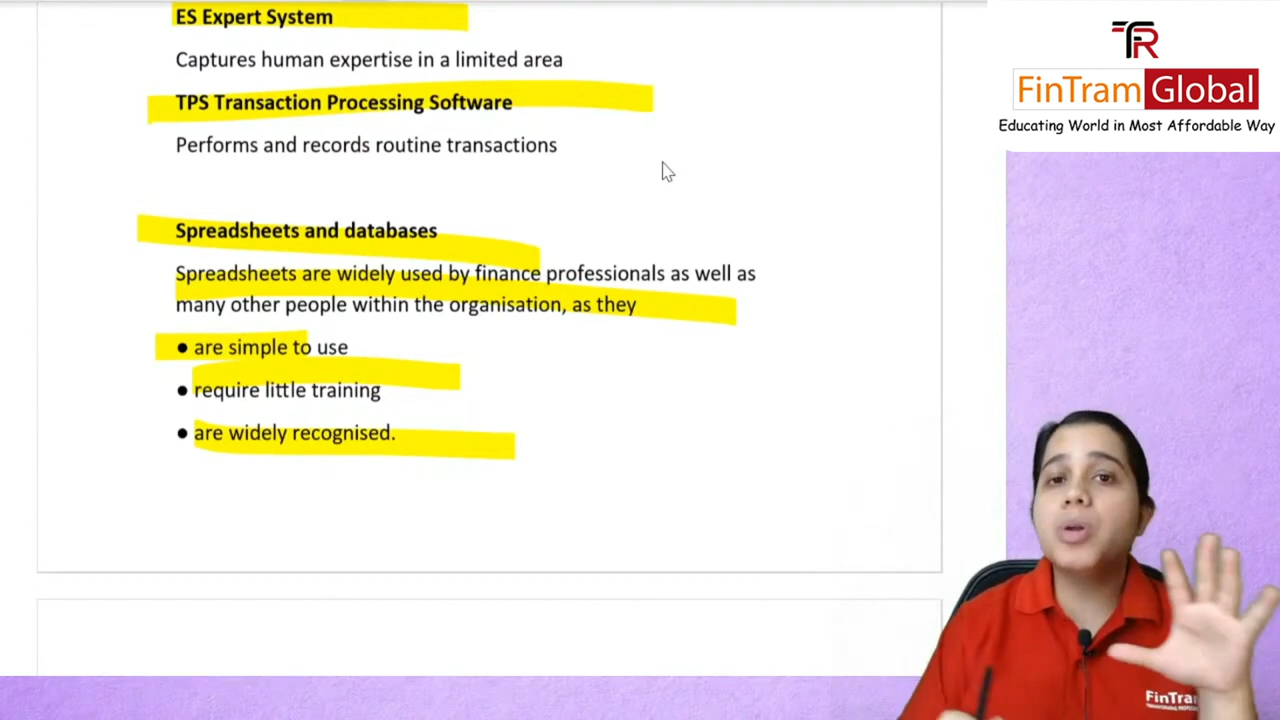 ES Expert System
Captures human expertise in a limited area
TPS Transaction Processing Software
Performs and records routine transactions
Spreadsheets and databases
Spreadsheets are widely used by finance professionals as well as
many other people within the organisation, as they
● are simple to use
● require little training
● are widely recognised.
TFR
FinTram Global
Educating World in Most Affordable Way
FinTra